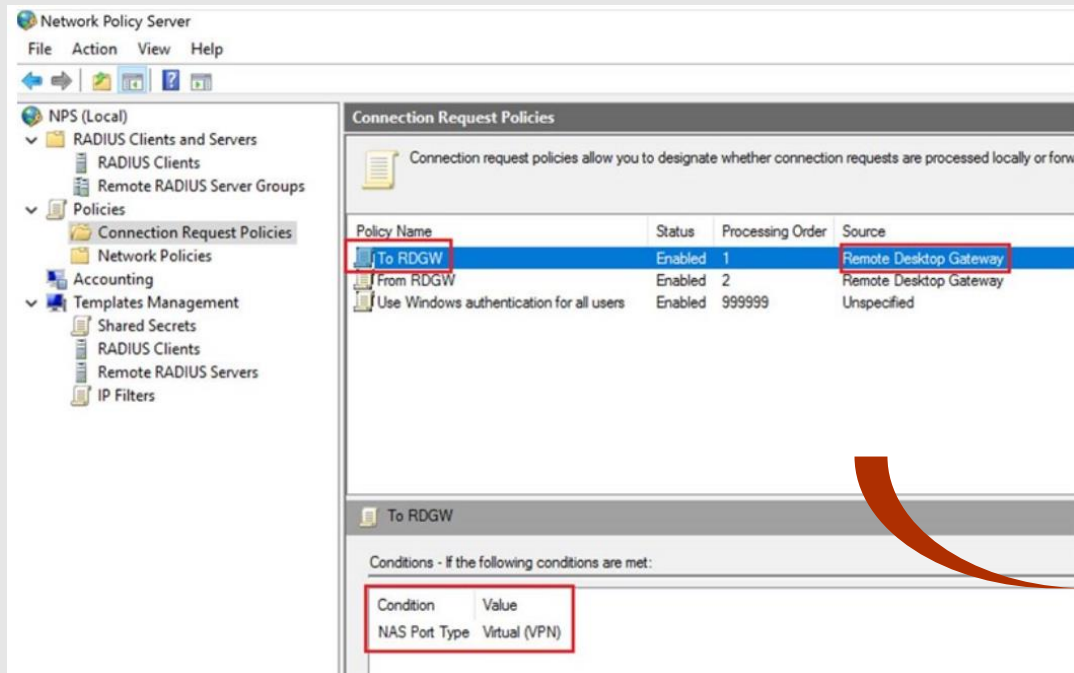 Network Policy Server
File Action View Help
NPS (Local)
RADIUS Clients and Servers
RADIUS Clients
Remote RADIUS Server Groups
Policies
Connection Request Policies
Network Policies
Accounting
Templates Management
Shared Secrets
RADIUS Clients
Remote RADIUS Servers
IP Filters
Connection Request Policies
Connection request policies allow you to designate whether connection requests are processed locally or forw
Policy Name Status Processing Order Source
To RDGW Enabled 1 Remote Desktop Gateway
From RDGW Enabled 2 Remote Desktop Gateway
Use Windows authentication for all users Enabled 999999 Unspecified
To RDGW
Conditions - If the following conditions are met:
Condition Value
NAS Port Type Virtual (VPN)